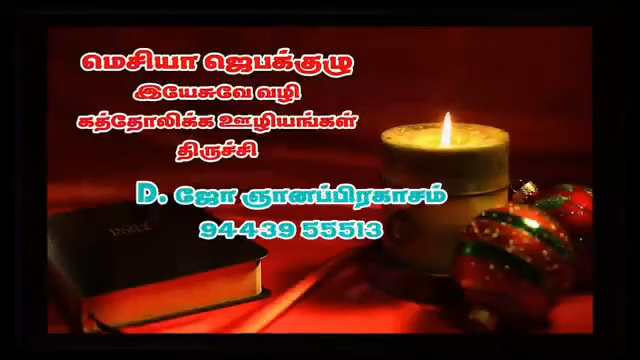 மெசியா ஜெபக்குழு
இயேசுவே வழி
கத்தோலிக்க ஊழியங்கள்
திருச்சி
D. ஜோ ஞானப்பிரகாசம்
94439 55513